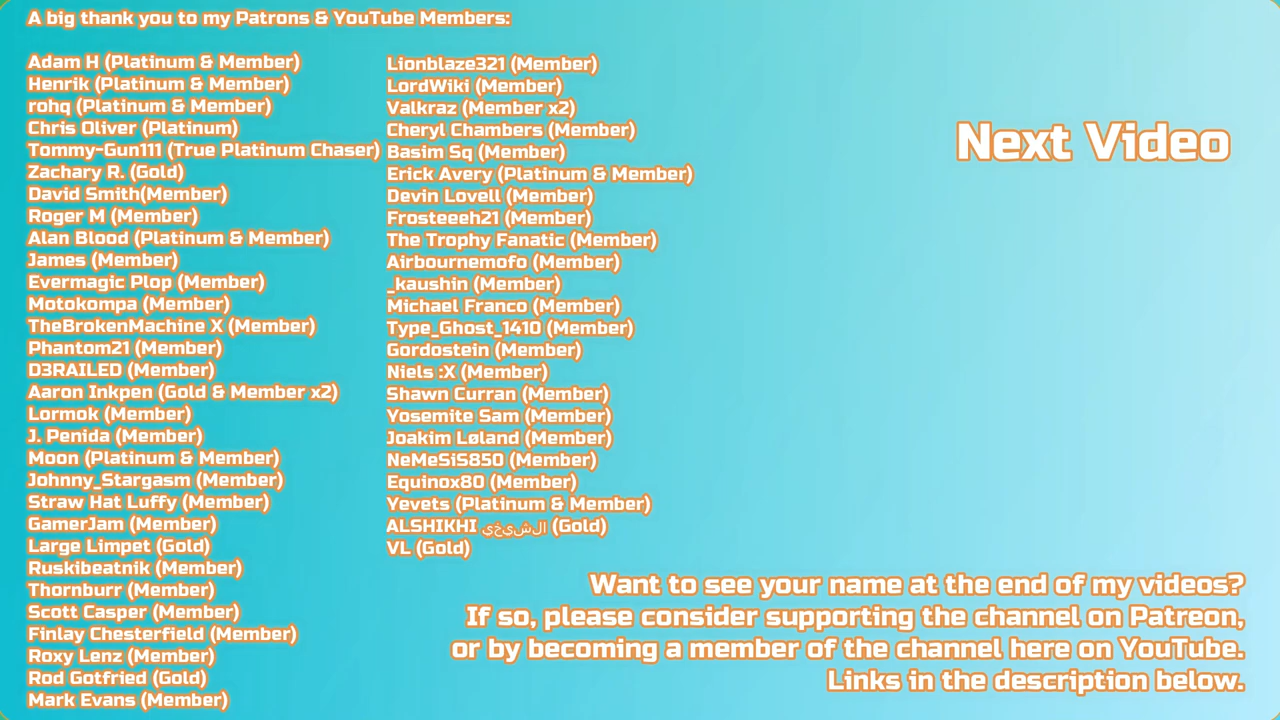 A big thank you to my Patrons & YouTube Members:
Adam H (Platinum & Member)
Henrik (Platinum & Member)
rohq (Platinum & Member)
Chris Oliver (Platinum)
Tommy-Gun111 (True Platinum Chaser)
Zachary R. (Gold)
David Smith(Member)
Roger M (Member)
Alan Blood (Platinum & Member)
James (Member)
Evermagic Plop (Member)
Motokompa (Member)
TheBrokenMachine X (Member)
Phantom21 (Member)
D3RAILED (Member)
Aaron Inkpen (Gold & Member x2)
Lormok (Member)
J. Penida (Member)
Moon (Platinum & Member)
Johnny_Stargasm (Member)
Straw Hat Luffy (Member)
GamerJam (Member)
Large Limpet (Gold)
Ruskibeatnik (Member)
Thornburr (Member)
Scott Casper (Member)
Finlay Chesterfield (Member)
Roxy Lenz (Member)
Rod Gotfried (Gold)
Mark Evans (Member)
Lionblaze321 (Member)
LordWiki (Member)
Valkraz (Member x2)
Cheryl Chambers (Member)
Basim Sq (Member)
Erick Avery (Platinum & Member)
Devin Lovell (Member)
Frosteeeh21 (Member)
The Trophy Fanatic (Member)
Airbournemofo (Member)
_kaushin (Member)
Michael Franco (Member)
Type_Ghost_1410 (Member)
Gordostein (Member)
Niels :X (Member)
Shawn Curran (Member)
Yosemite Sam (Member)
Joakim Løland (Member)
NeMeSiS850 (Member)
Equinox80 (Member)
Yevets (Platinum & Member)
ALSHIKHI الشيخي (Gold)
VL (Gold)
Next Video
Want to see your name at the end of my videos?
If so, please consider supporting the channel on Patreon,
or by becoming a member of the channel here on YouTube.
Links in the description below.